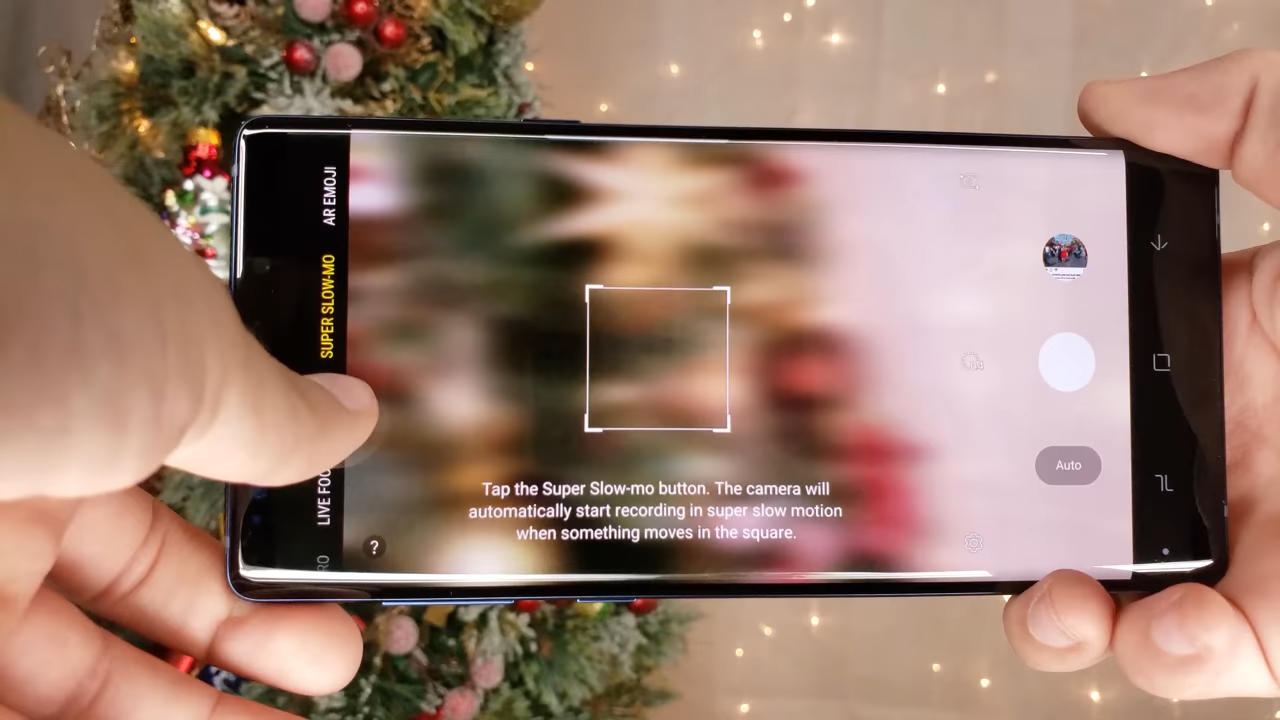 AR EMOJI
SUPER SLOW-MO
LIVE FOC
RO
Tap the Super Slow-mo button. The camera will
automatically start recording in super slow motion
when something moves in the square.
?
Auto